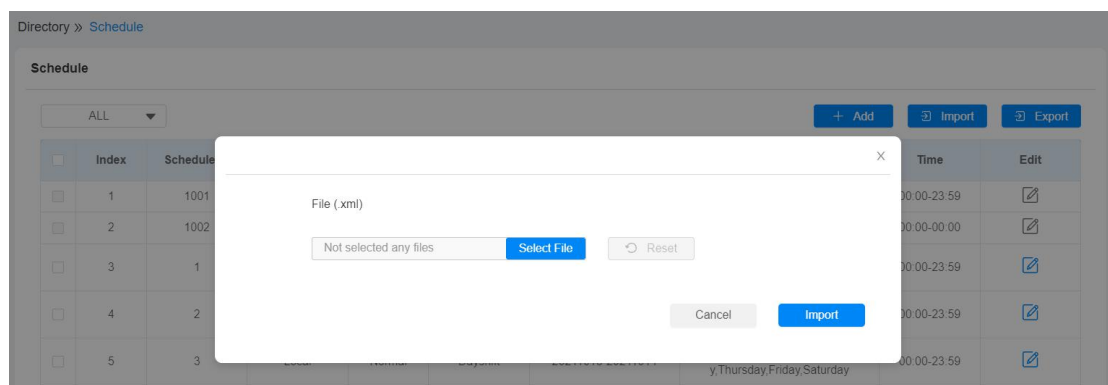 Directory » Schedule
Schedule
ALL
+ Add Import Export
Index Schedule Time Edit
X
File (.xml)
1 1001 00:00-23:59
2 1002 00:00-00:00
Not selected any files Select File Reset
3 1 00:00-23:59
4 2 00:00-23:59
Cancel Import
5 3 00:00-23:59
y,Thursday,Friday,Saturday